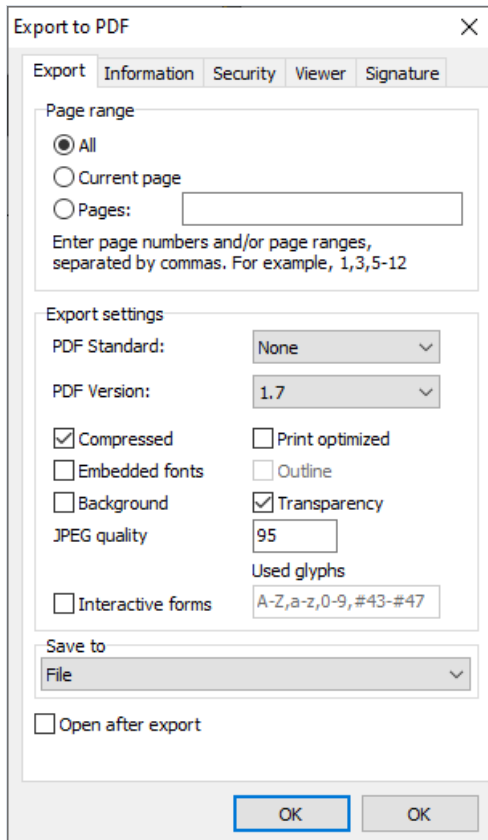 Export to PDF
Export Information Security Viewer Signature
Page range
All
Current page
Pages:
Enter page numbers and/or page ranges,
separated by commas. For example, 1,3,5-12
Export settings
PDF Standard: None
PDF Version: 1.7
Compressed Print optimized
Embedded fonts Outline
Background Transparency
JPEG quality 95
Used glyphs
Interactive forms A-Z,a-z,0-9,#43-#47
Save to
File
Open after export
OK OK